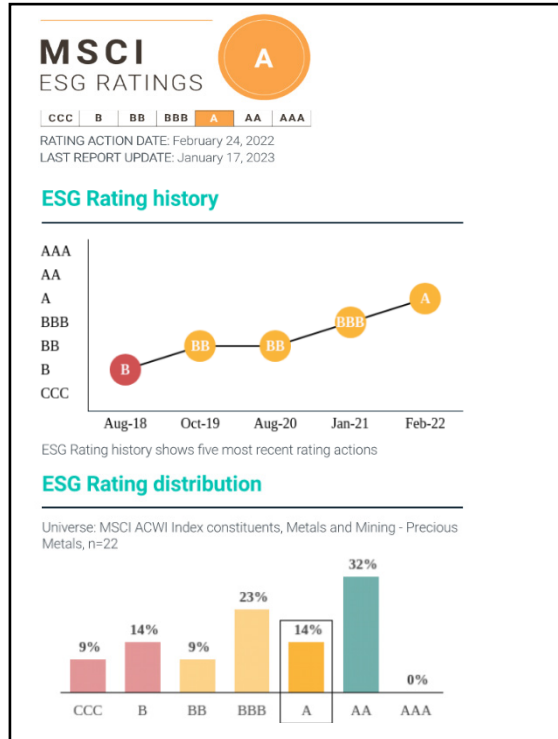 MSCI
ESG RATINGS
A
CCC B BB BBB A AA AAA
RATING ACTION DATE: February 24, 2022
LAST REPORT UPDATE: January 17, 2023
ESG Rating history
AAA
AA
A
BBB
BB
B
CCC
B
BB
BB
BBB
A
Aug-18 Oct-19 Aug-20 Jan-21 Feb-22
ESG Rating history shows five most recent rating actions
ESG Rating distribution
Universe: MSCI ACWI Index constituents, Metals and Mining - Precious
Metals, n=22
9% 14% 9% 23% 14% 32% 0%
CCC B BB BBB A AA AAA